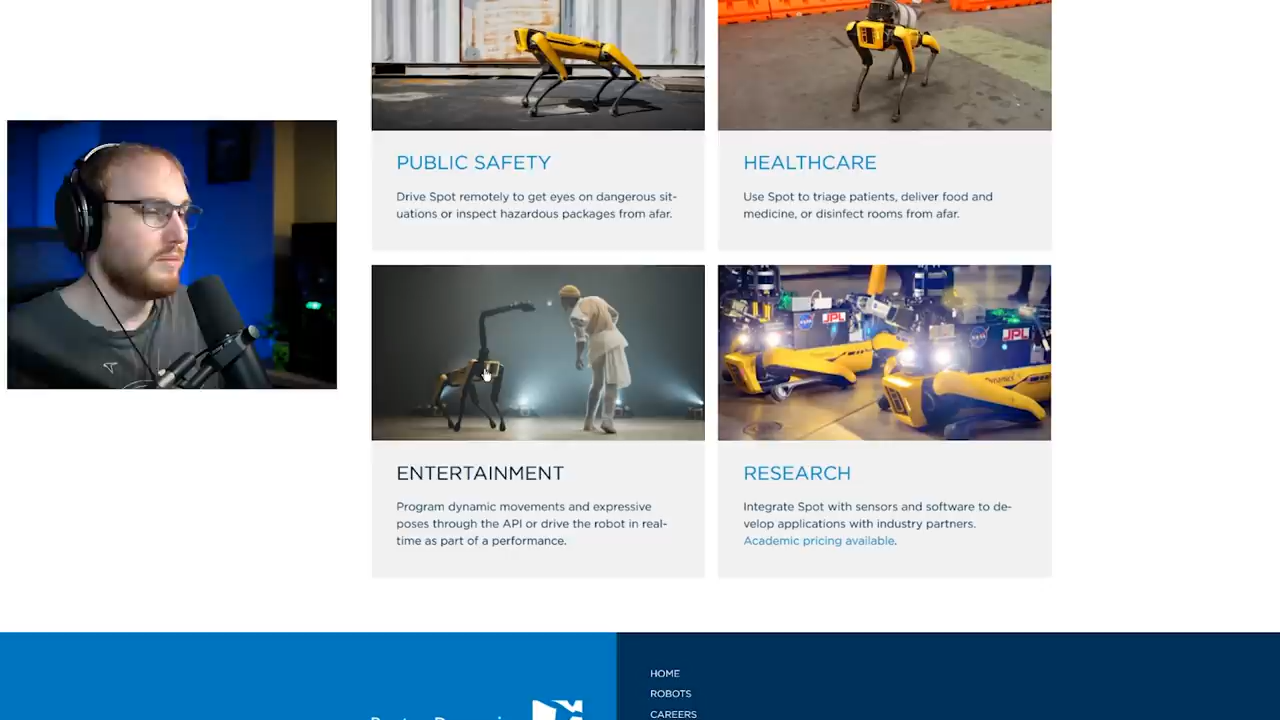 PUBLIC SAFETY
Drive Spot remotely to get eyes on dangerous sit-
uations or inspect hazardous packages from afar.
HEALTHCARE
Use Spot to triage patients, deliver food and
medicine, or disinfect rooms from afar.
JPL
JPL
ENTERTAINMENT
Program dynamic movements and expressive
poses through the API or drive the robot in real-
time as part of a performance.
RESEARCH
Integrate Spot with sensors and software to de-
velop applications with industry partners.
Academic pricing available.
HOME
ROBOTS
CAREERS